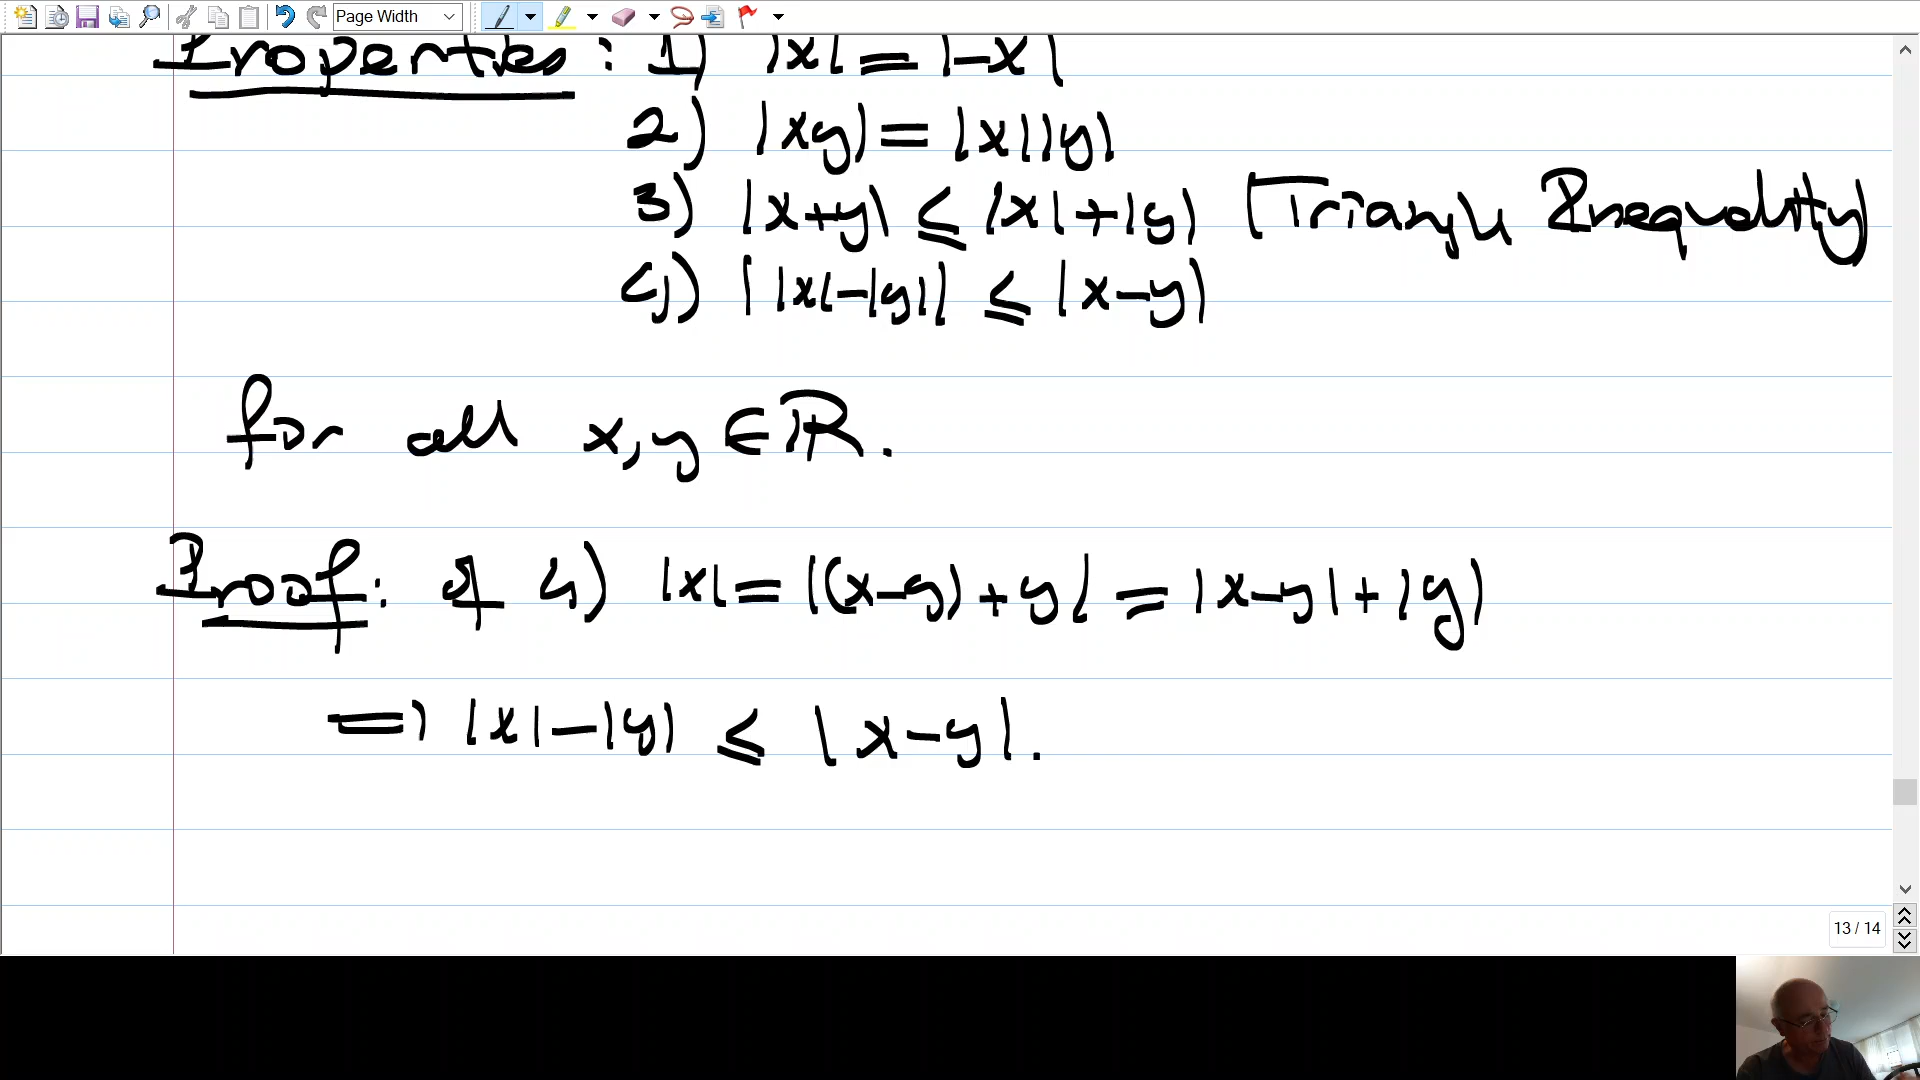 Page Width
Properties: 1) |x| = |-x|
2) |xy| = |x||y|
3) |x+y| ≤ |x|+|y| (Triangle Inequality)
4) ||x|-|y|| ≤ |x-y|
for all x,y ∈ ℝ.
Proof: of 4) |x| = |(x-y)+y| = |x-y|+|y|
⟹ |x|-|y| ≤ |x-y|.
13 / 14